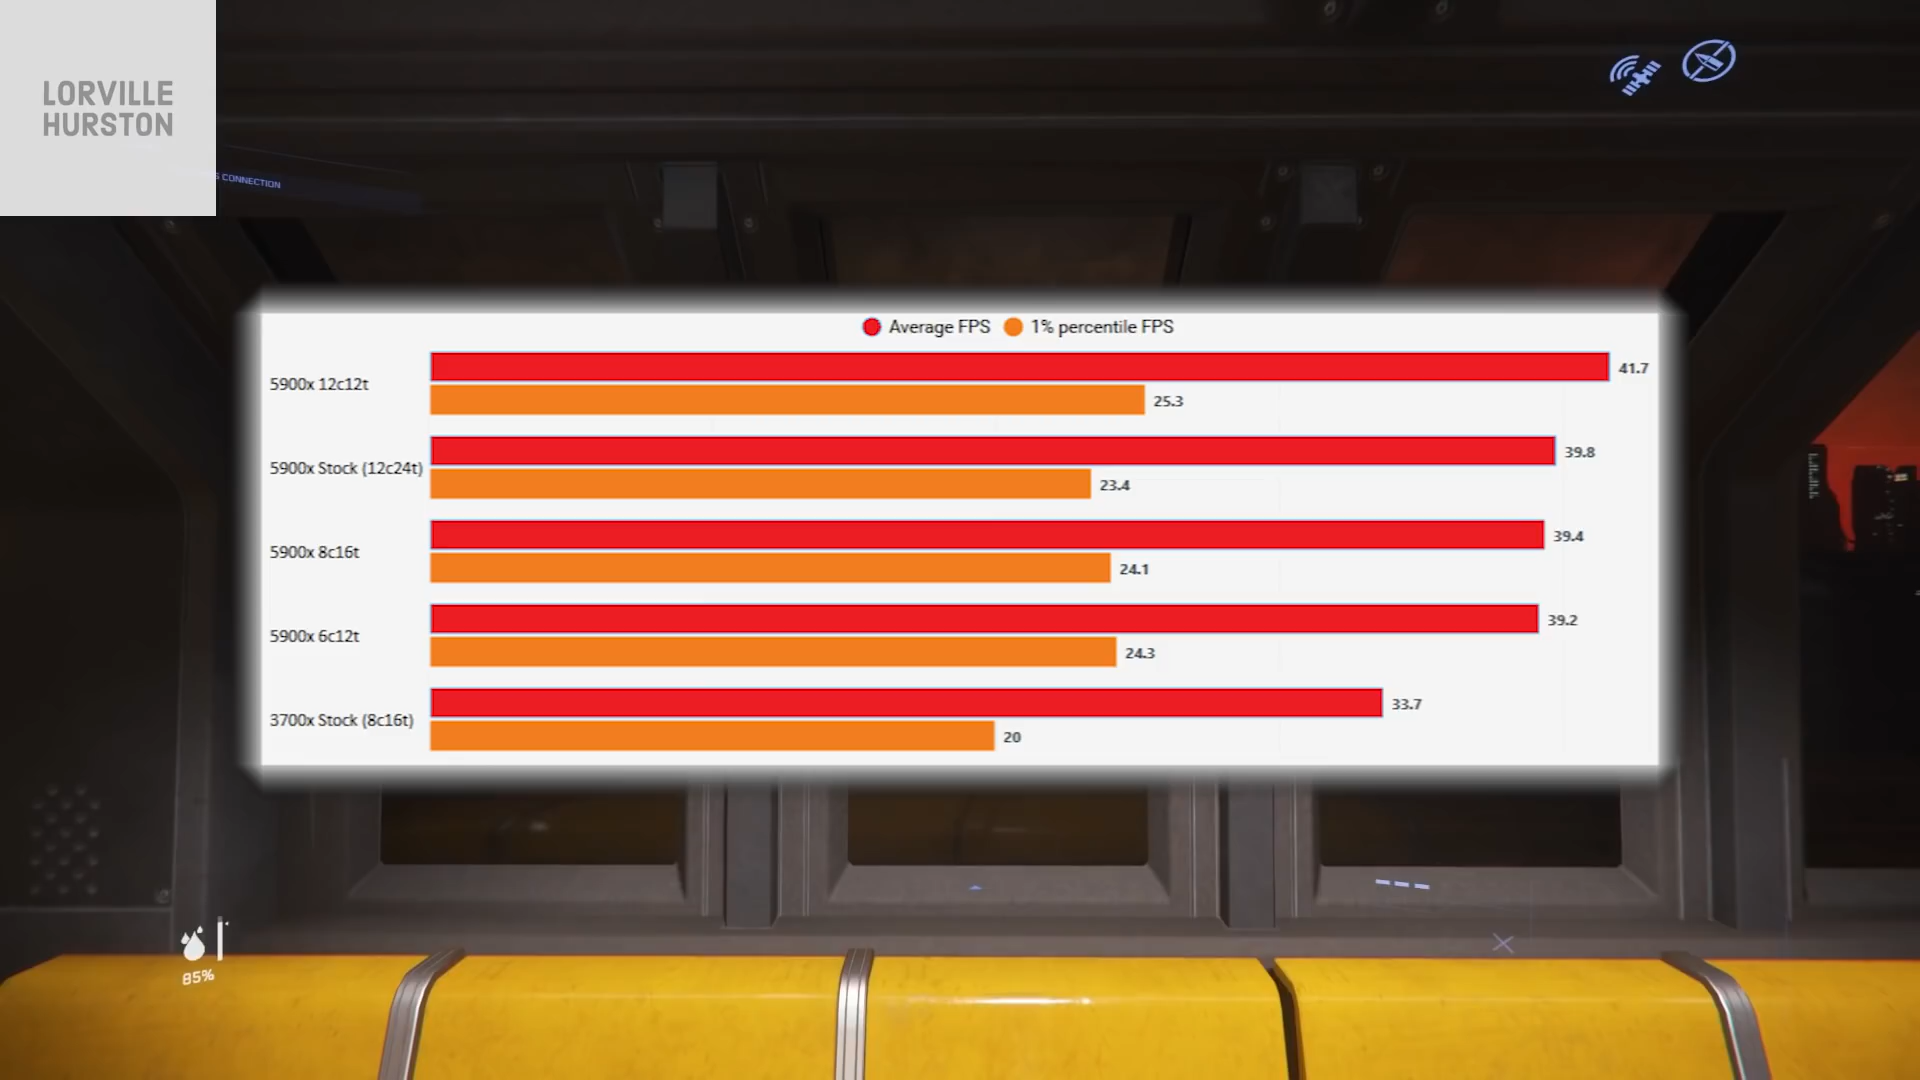 LORVILLE
HURSTON
S CONNECTION
Average FPS 1% percentile FPS
5900x 12c12t
41.7
25.3
5900x Stock (12c24t)
39.8
23.4
5900x 8c16t
39.4
24.1
5900x 6c12t
39.2
24.3
3700x Stock (8c16t)
33.7
20
85%